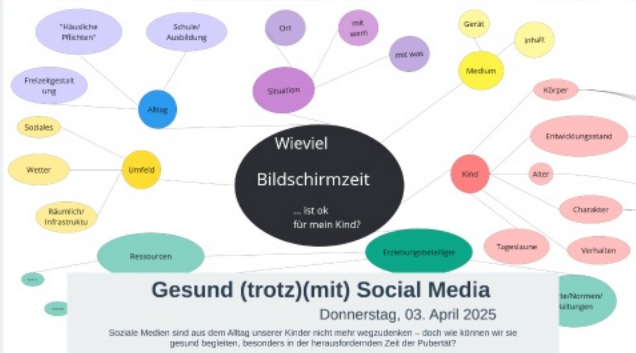 "Häusliche
Pflichten"
Schule/
Ausbildung
Freizeitgestalt
ung
Alltag
Ort
mit
wem
mit was
Situation
Gerät
Inhalt
Medium
Soziales
Wetter
Räumlich/
Infrastruktu
Umfeld
Wieviel
Bildschirmzeit
... ist ok
für mein Kind?
Körper
Entwicklungsstand
Kind
Alter
Charakter
Verhalten
Tageslaune
Ressourcen
Erziehungsbeteiligte
te/Normen/
altungen
Gesund (trotz)(mit) Social Media
Donnerstag, 03. April 2025
Soziale Medien sind aus dem Alltag unserer Kinder nicht mehr wegzudenken – doch wie können wir sie
gesund begleiten, besonders in der herausfordernden Zeit der Pubertät?